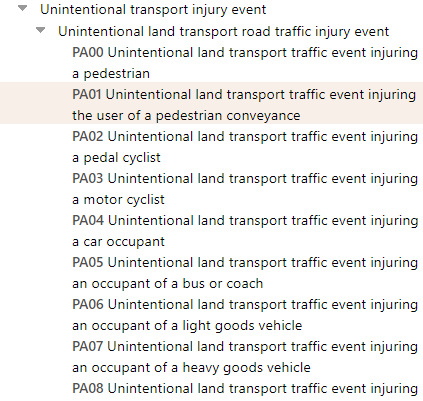 Unintentional transport injury event
Unintentional land transport road traffic injury event
PA00 Unintentional land transport traffic event injuring
a pedestrian
PA01 Unintentional land transport traffic event injuring
the user of a pedestrian conveyance
PA02 Unintentional land transport traffic event injuring
a pedal cyclist
PA03 Unintentional land transport traffic event injuring
a motor cyclist
PA04 Unintentional land transport traffic event injuring
a car occupant
PA05 Unintentional land transport traffic event injuring
an occupant of a bus or coach
PA06 Unintentional land transport traffic event injuring
an occupant of a light goods vehicle
PA07 Unintentional land transport traffic event injuring
an occupant of a heavy goods vehicle
PA08 Unintentional land transport traffic event injuring